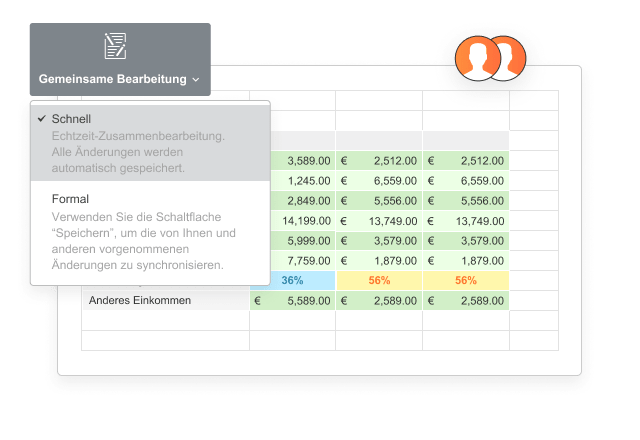 Gemeinsame Bearbeitung
Schnell
Echtzeit-Zusammenbearbeitung.
Alle Änderungen werden
automatisch gespeichert.
Formal
Verwenden Sie die Schaltflache
“Speichern”, um die von Ihnen und
anderen vorgenommenen
Änderungen zu synchronisieren.
3,589.00 € 2,512.00 € 2,512.00
1,245.00 € 6,559.00 € 6,559.00
2,849.00 € 5,556.00 € 5,556.00
14,199.00 € 13,749.00 € 13,749.00
5,999.00 € 3,579.00 € 3,579.00
7,759.00 € 1,879.00 € 1,879.00
36% 56% 56%
Anderes Einkommen € 5,589.00 € 2,589.00 € 2,589.00